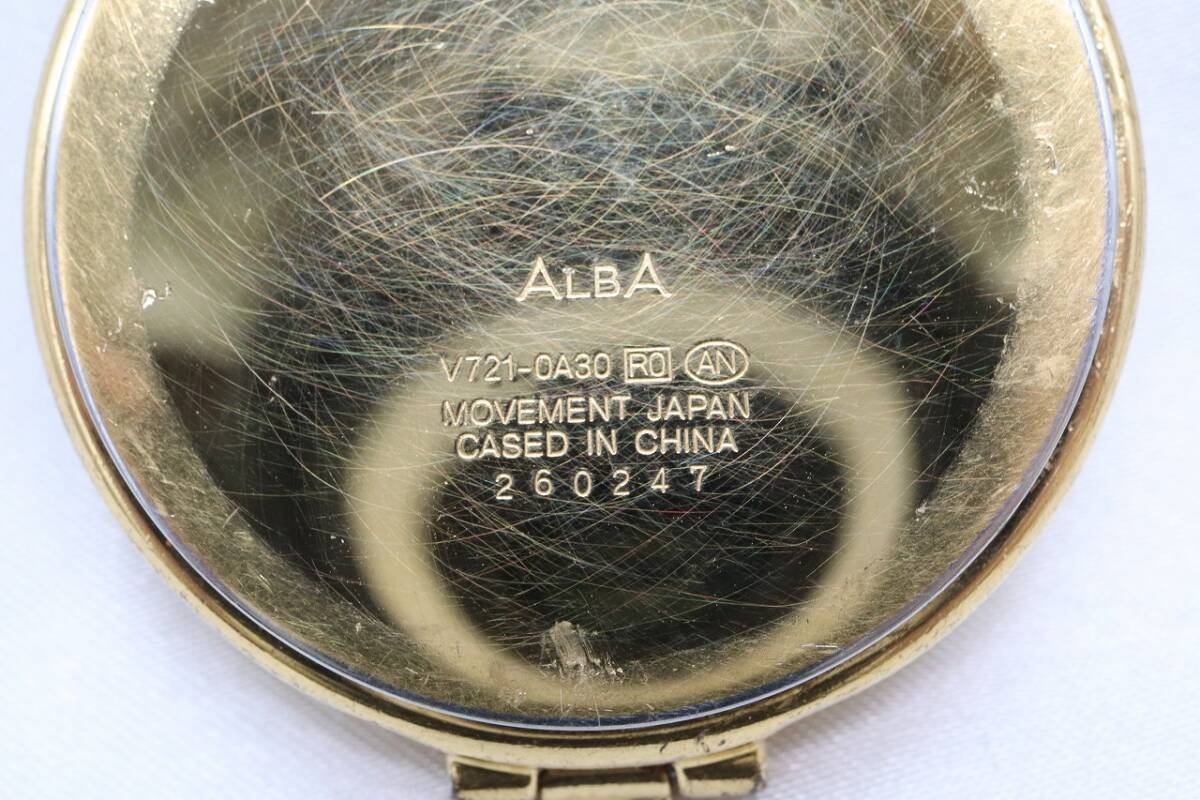 ALBA
V721-0A30 R0 AN
MOVEMENT JAPAN
CASED IN CHINA
260247